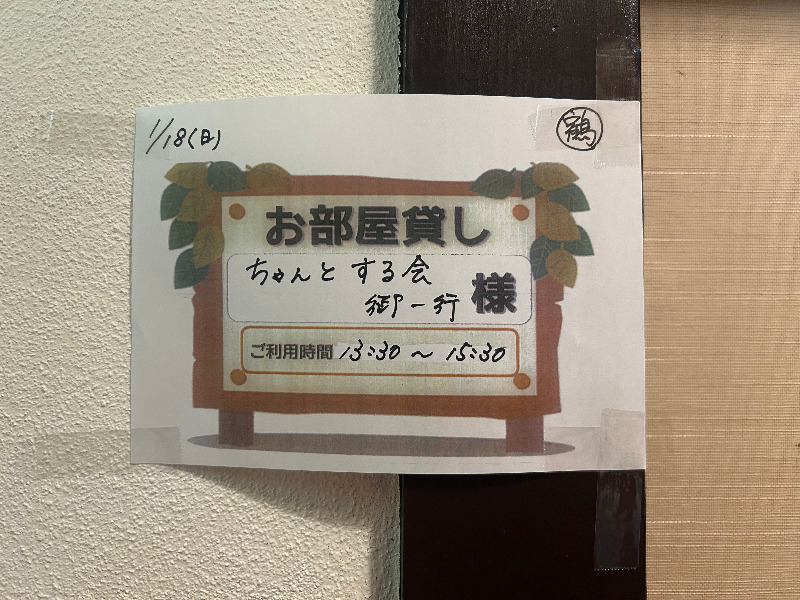 1/18(日)
鶴
お部屋貸し
ちゃんとする会
御一行 様
ご利用時間 13:30 ~ 15:30